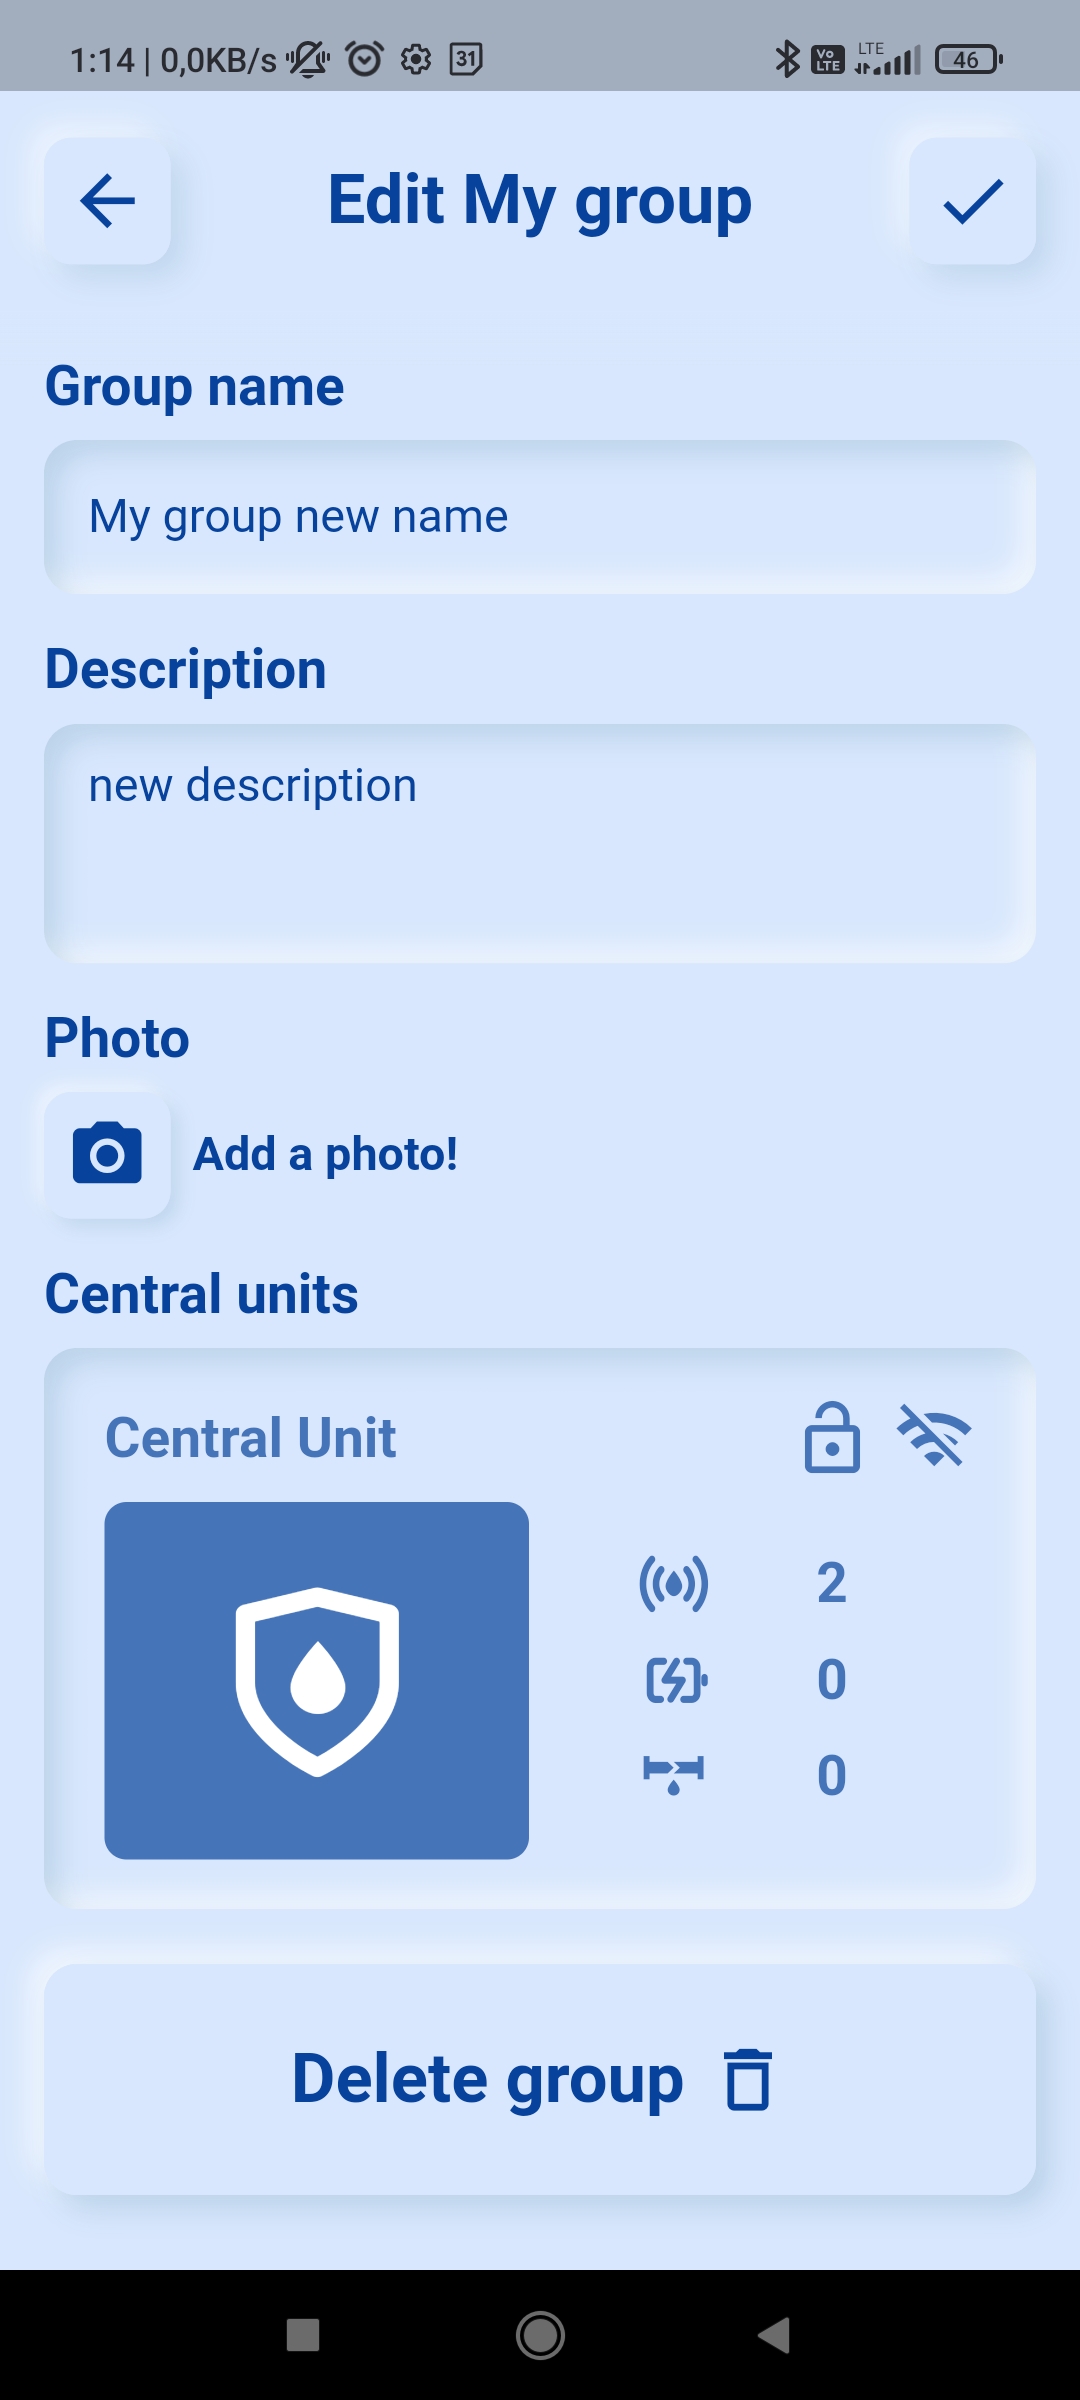 1:14 | 0,0KB/s 31 Vo LTE LTE 46
Edit My group
Group name
My group new name
Description
new description
Photo
Add a photo!
Central units
Central Unit
2
0
0
Delete group